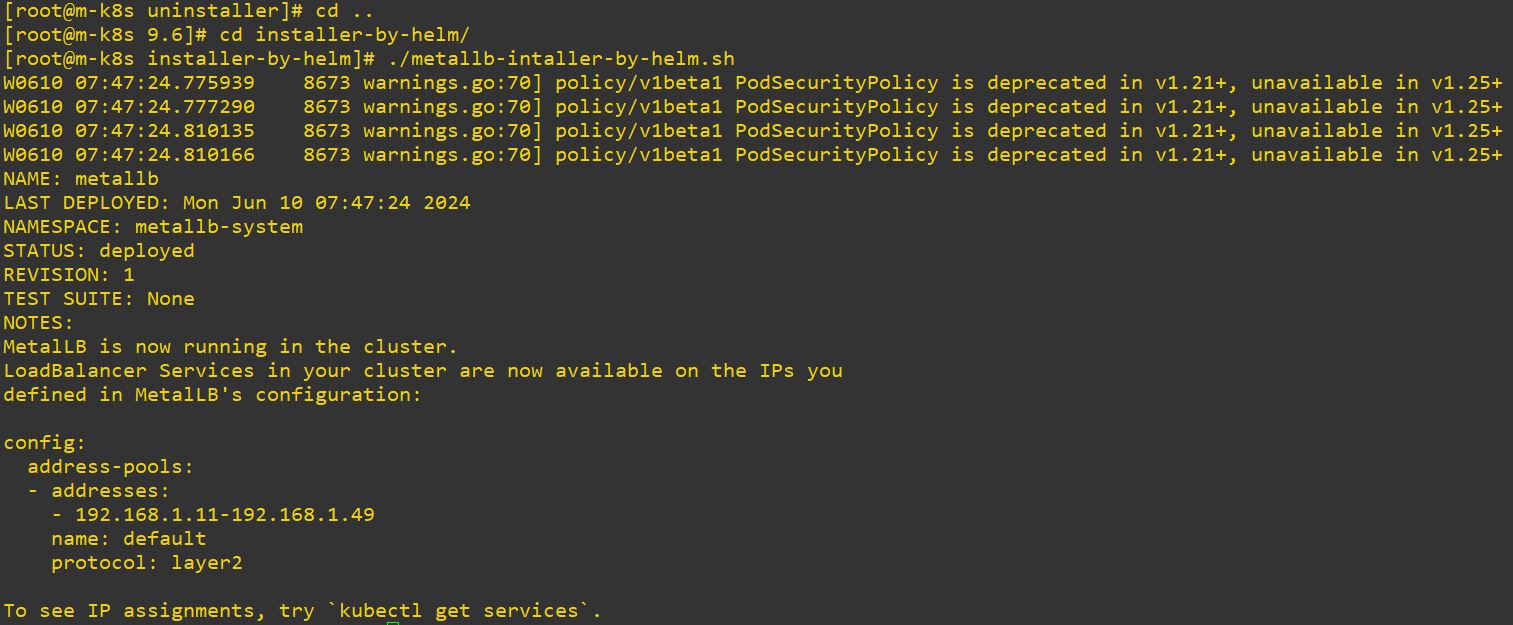 [root@m-k8s uninstaller]# cd ..
[root@m-k8s 9.6]# cd installer-by-helm/
[root@m-k8s installer-by-helm]# ./metallb-intaller-by-helm.sh
W0610 07:47:24.775939    8673 warnings.go:70] policy/v1beta1 PodSecurityPolicy is deprecated in v1.21+, unavailable in v1.25+
W0610 07:47:24.777290    8673 warnings.go:70] policy/v1beta1 PodSecurityPolicy is deprecated in v1.21+, unavailable in v1.25+
W0610 07:47:24.810135    8673 warnings.go:70] policy/v1beta1 PodSecurityPolicy is deprecated in v1.21+, unavailable in v1.25+
W0610 07:47:24.810166    8673 warnings.go:70] policy/v1beta1 PodSecurityPolicy is deprecated in v1.21+, unavailable in v1.25+
NAME: metallb
LAST DEPLOYED: Mon Jun 10 07:47:24 2024
NAMESPACE: metallb-system
STATUS: deployed
REVISION: 1
TEST SUITE: None
NOTES:
MetalLB is now running in the cluster.
LoadBalancer Services in your cluster are now available on the IPs you
defined in MetalLB's configuration:

config:
  address-pools:
  - addresses:
    - 192.168.1.11-192.168.1.49
    name: default
    protocol: layer2

To see IP assignments, try `kubectl get services`.